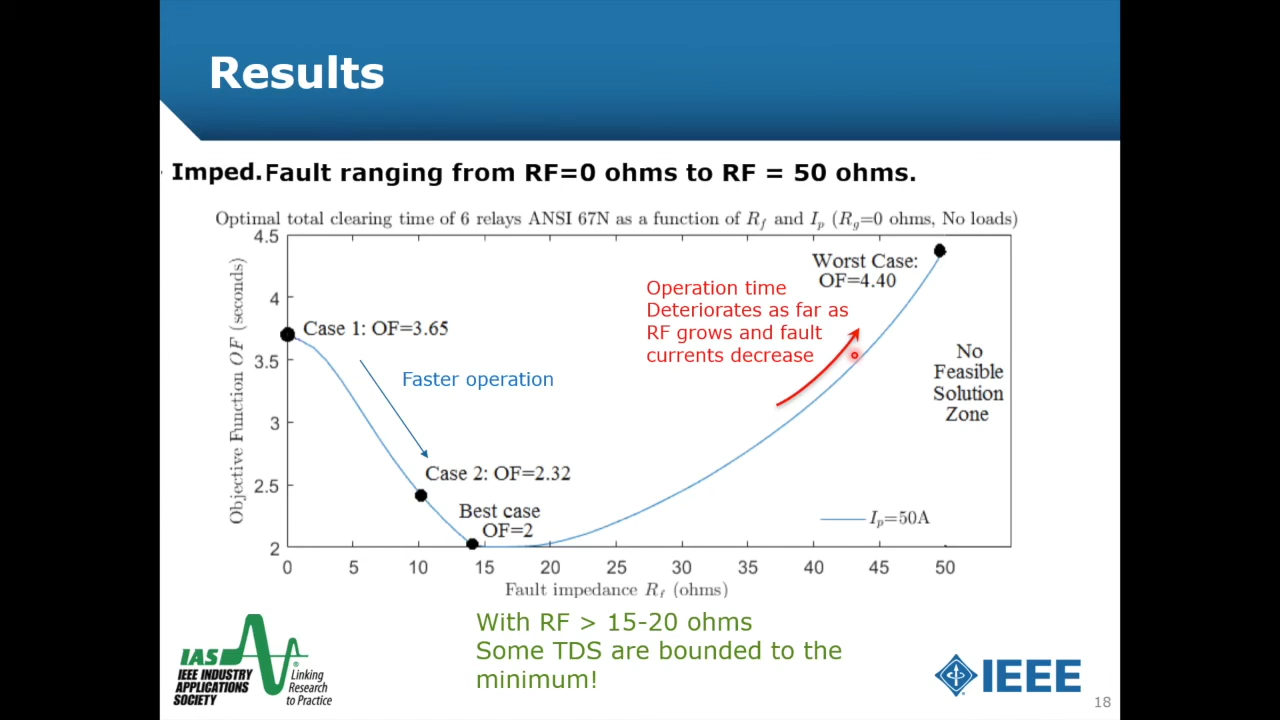 Results
Imped.Fault ranging from RF=0 ohms to RF = 50 ohms.
Optimal total clearing time of 6 relays ANSI 67N as a function of R_f and I_p (R_g=0 ohms, No loads)
Objective Function OF (seconds)
4.5
4
3.5
3
2.5
2
Case 1: OF=3.65
Faster operation
Case 2: OF=2.32
Best case
OF=2
Operation time
Deteriorates as far as
RF grows and fault
currents decrease
Worst Case:
OF=4.40
No
Feasible
Solution
Zone
I_p=50A
0 5 10 15 20 25 30 35 40 45 50
Fault impedance R_f (ohms)
With RF > 15-20 ohms
Some TDS are bounded to the
minimum!
IAS
IEEE INDUSTRY
APPLICATIONS
SOCIETY
®
Linking
Research
to Practice
IEEE
18